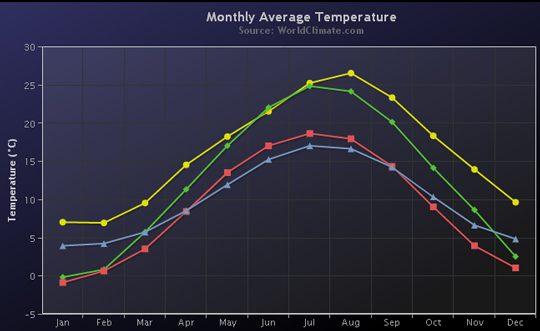 Monthly Average Temperature
Source: WorldClimate.com
Temperature (°C)
30
25
20
15
10
5
0
-5
Jan Feb Mar Apr May Jun Jul Aug Sep Oct Nov Dec